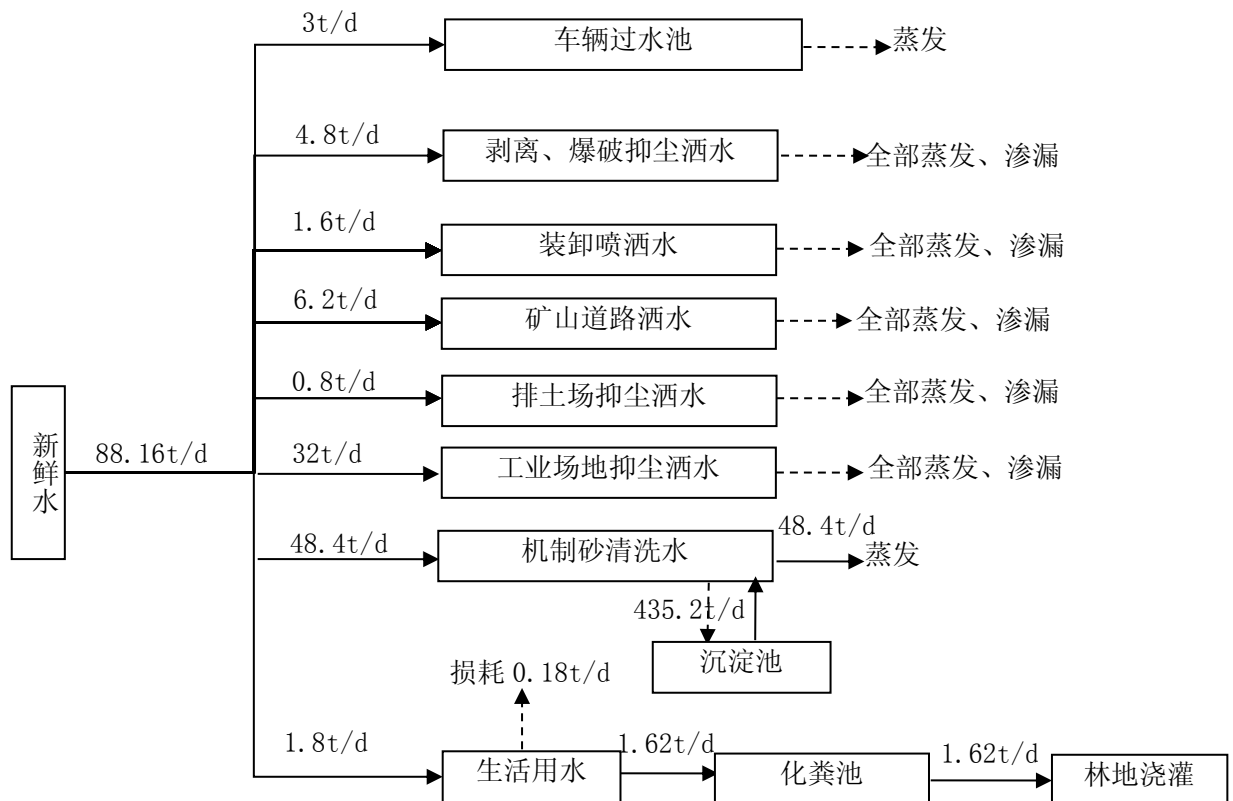 3t/d 车辆过水池 蒸发
4.8t/d 剥离、爆破抑尘洒水 全部蒸发、渗漏
1.6t/d 装卸喷洒水 全部蒸发、渗漏
6.2t/d 矿山道路洒水 全部蒸发、渗漏
0.8t/d 排土场抑尘洒水 全部蒸发、渗漏
新鲜水 88.16t/d 32t/d 工业场地抑尘洒水 全部蒸发、渗漏
48.4t/d 机制砂清洗水 48.4t/d 蒸发
435.2t/d
沉淀池
损耗 0.18t/d
1.8t/d 生活用水 1.62t/d 化粪池 1.62t/d 林地浇灌